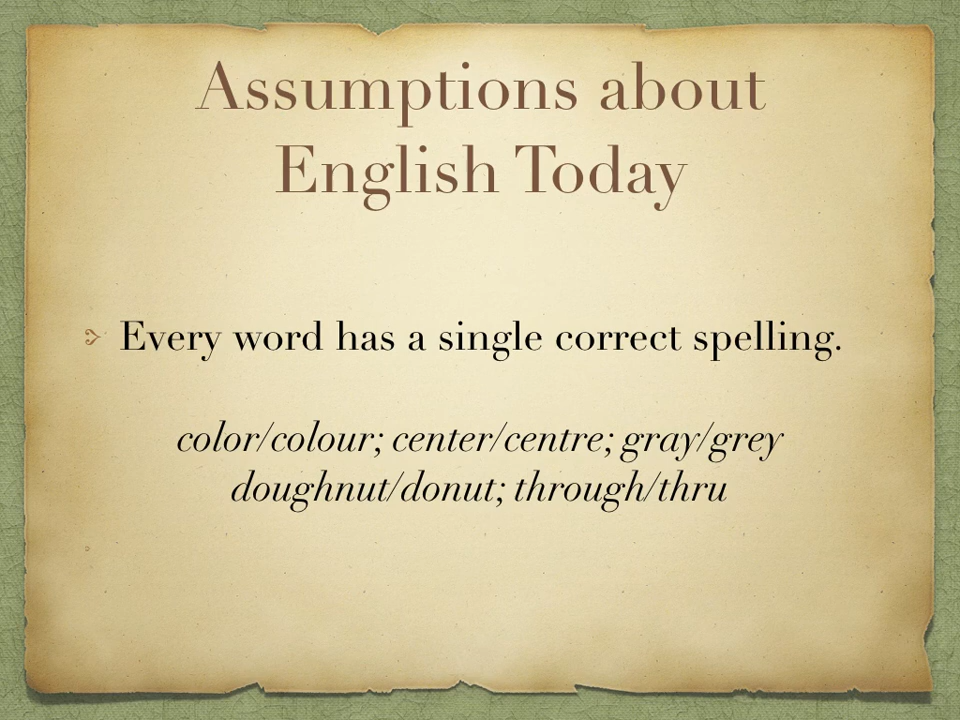 Assumptions about
English Today
Every word has a single correct spelling.
color/colour; center/centre; gray/grey
doughnut/donut; through/thru